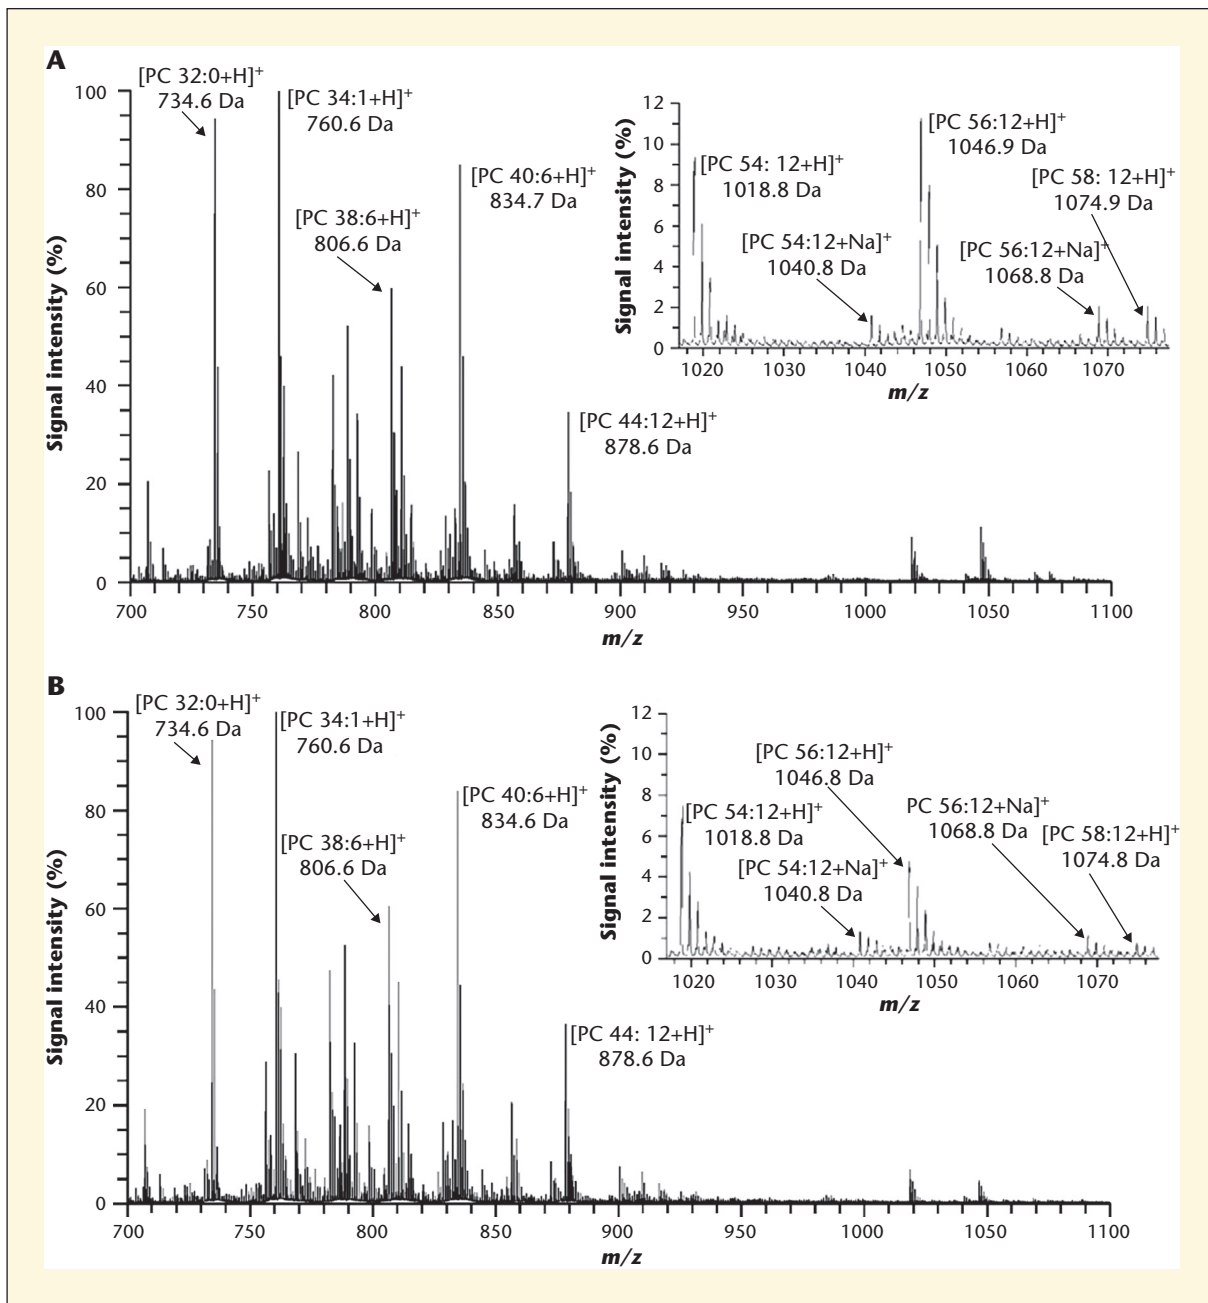 A
[PC 32:0+H]+
734.6 Da
[PC 34:1+H]+
760.6 Da
[PC 38:6+H]+
806.6 Da
[PC 40:6+H]+
834.7 Da
[PC 44:12+H]+
878.6 Da
Signal intensity (%)
100
80
60
40
20
0
700 750 800 850 900 950 1000 1050 1100
m/z
Signal intensity (%)
12
10
8
6
4
2
0
[PC 54: 12+H]+
1018.8 Da
[PC 54:12+Na]+
1040.8 Da
[PC 56:12+H]+
1046.9 Da
[PC 56:12+Na]+
1068.8 Da
[PC 58: 12+H]+
1074.9 Da
1020 1030 1040 1050 1060 1070
m/z
B
[PC 32:0+H]+
734.6 Da
[PC 34:1+H]+
760.6 Da
[PC 38:6+H]+
806.6 Da
[PC 40:6+H]+
834.6 Da
[PC 44: 12+H]+
878.6 Da
Signal intensity (%)
100
80
60
40
20
0
700 750 800 850 900 950 1000 1050 1100
m/z
Signal intensity (%)
12
10
8
6
4
2
0
[PC 54:12+H]+
1018.8 Da
[PC 54:12+Na]+
1040.8 Da
[PC 56:12+H]+
1046.8 Da
PC 56:12+Na]+
1068.8 Da
[PC 58:12+H]+
1074.8 Da
1020 1030 1040 1050 1060 1070
m/z